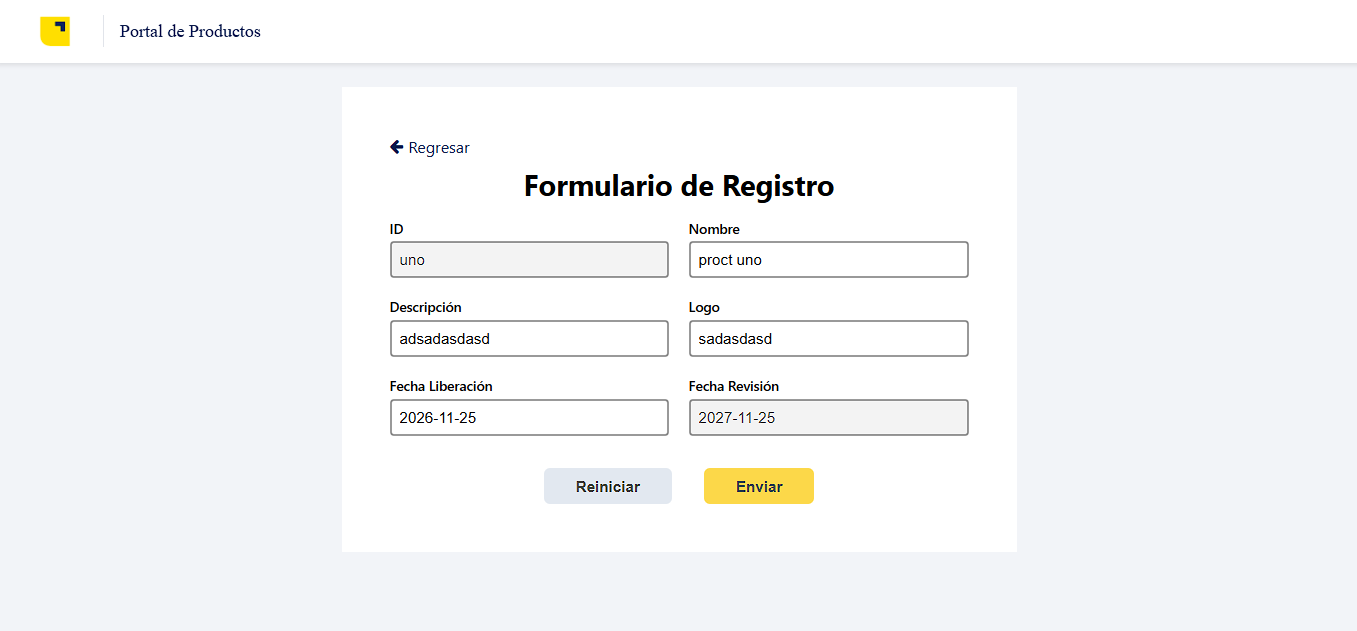 Portal de Productos
Regresar
Formulario de Registro
ID
Nombre
uno
proct uno
Descripción
Logo
adsadasdasd
sadasdasd
Fecha Liberación
Fecha Revisión
2026-11-25
2027-11-25
Reiniciar
Enviar